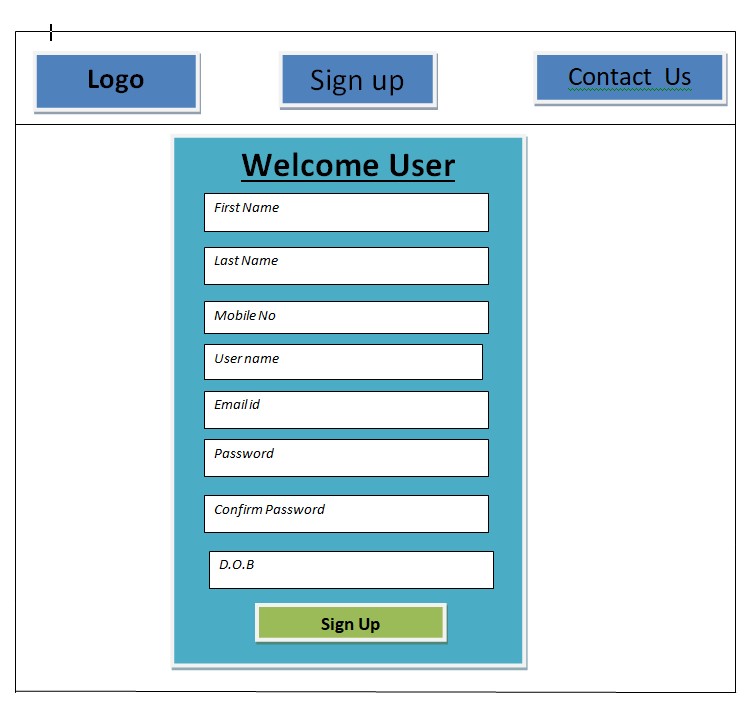 Logo
Sign up
Contact Us
Welcome User
First Name
Last Name
Mobile No
User name
Email id
Password
Confirm Password
D.O.B
Sign Up